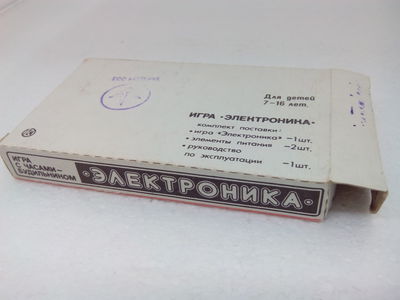 Для детей
7–16 лет.
ИГРА «ЭЛЕКТРОНИКА»
комплект поставки:
• игра «Электроника» –1шт.
• элементы питания –2шт.
• руководство
по эксплуатации –1шт.
ИГРА
С ЧАСАМИ–
БУДИЛЬНИКОМ
•ЭЛЕКТРОНИКА•